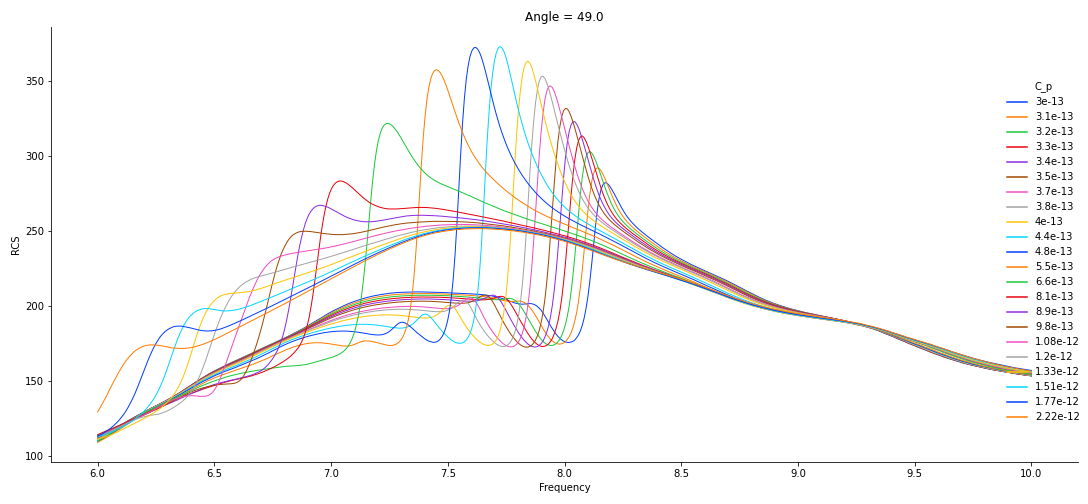 Angle = 49.0
RCS
350
300
250
200
150
100
6.0
6.5
7.0
7.5
8.0
8.5
9.0
9.5
10.0
Frequency
C_p
3e-13
3.1e-13
3.2e-13
3.3e-13
3.4e-13
3.5e-13
3.7e-13
3.8e-13
4e-13
4.4e-13
4.8e-13
5.5e-13
6.6e-13
8.1e-13
8.9e-13
9.8e-13
1.08e-12
1.2e-12
1.33e-12
1.51e-12
1.77e-12
2.22e-12